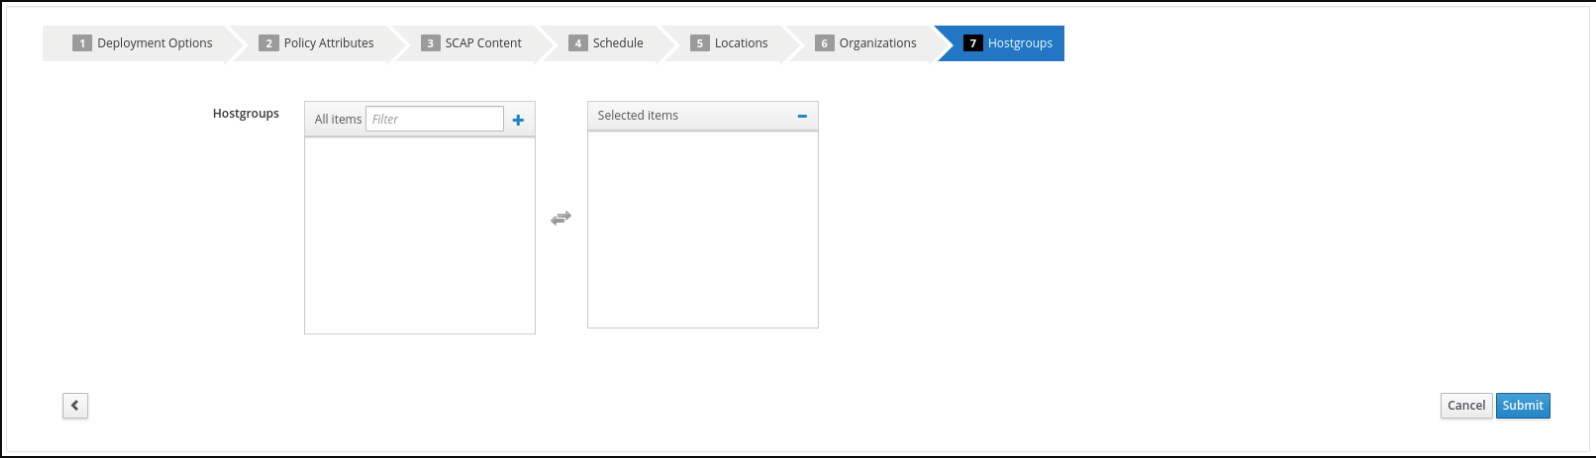 1 Deployment Options 2 Policy Attributes 3 SCAP Content 4 Schedule 5 Locations 6 Organizations 7 Hostgroups
Hostgroups All items Filter Selected items
Cancel Submit